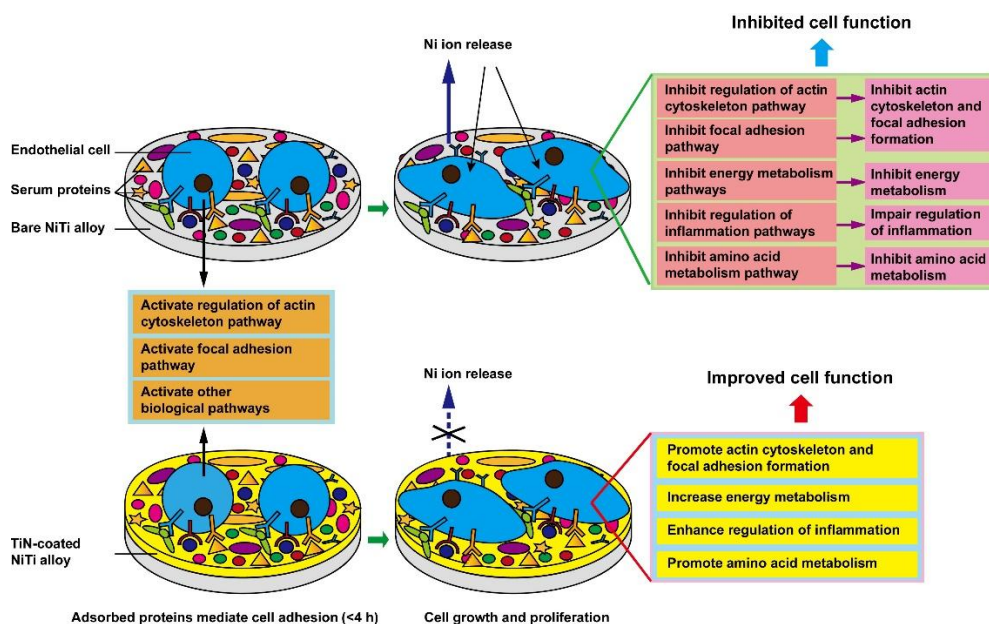 Inhibited cell function
Ni ion release
Inhibit regulation of actin
cytoskeleton pathway
Inhibit focal adhesion
pathway
Inhibit energy metabolism
pathways
Inhibit regulation of
inflammation pathways
Inhibit amino acid
metabolism pathway
Inhibit actin
cytoskeleton and
focal adhesion
formation
Inhibit energy
metabolism
Impair regulation
of inflammation
Inhibit amino acid
metabolism
Endothelial cell
Serum proteins
Bare NiTi alloy
Activate regulation of actin
cytoskeleton pathway
Activate focal adhesion
pathway
Activate other
biological pathways
Ni ion release
Improved cell function
Promote actin cytoskeleton and
focal adhesion formation
Increase energy metabolism
Enhance regulation of inflammation
Promote amino acid metabolism
TiN-coated
NiTi alloy
Adsorbed proteins mediate cell adhesion (<4 h)
Cell growth and proliferation